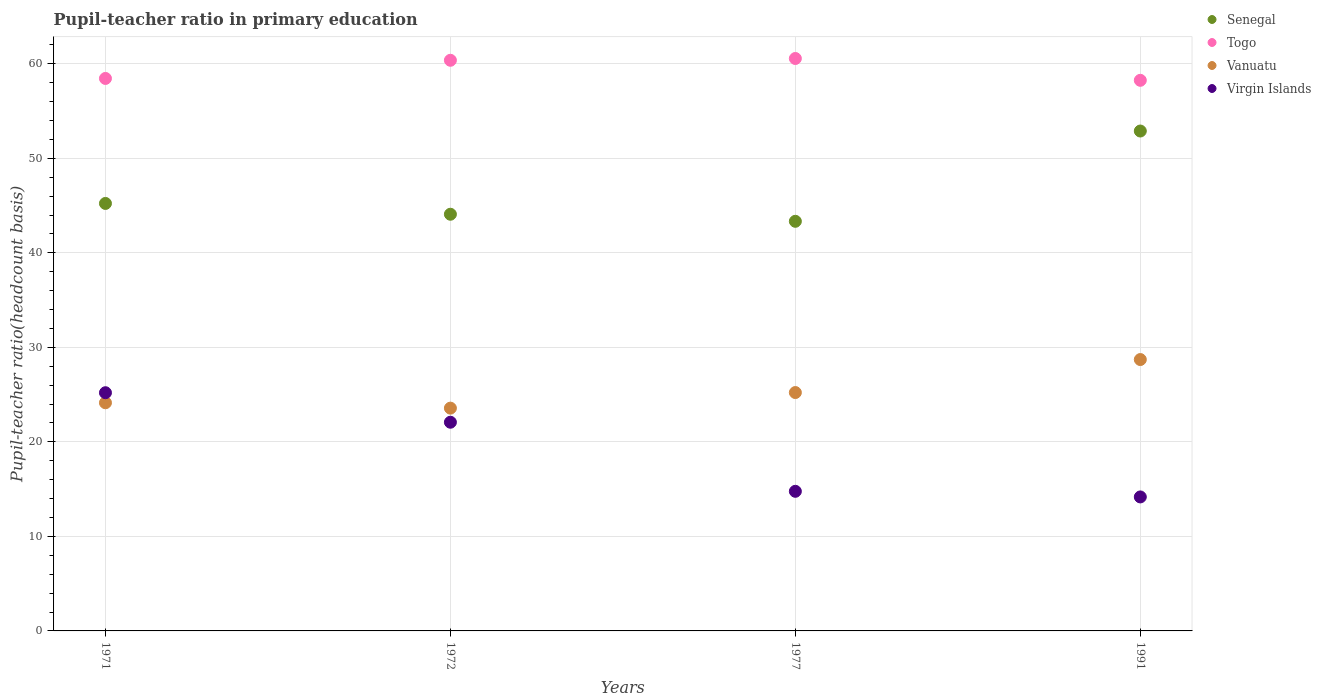 Pupil-teacher ratio in primary education
Senegal
Togo
Vanuatu
Virgin Islands
Pupil-teacher ratio(headcount basis)
60
50
40
30
20
10
0
1971
1972
1977
1991
Years